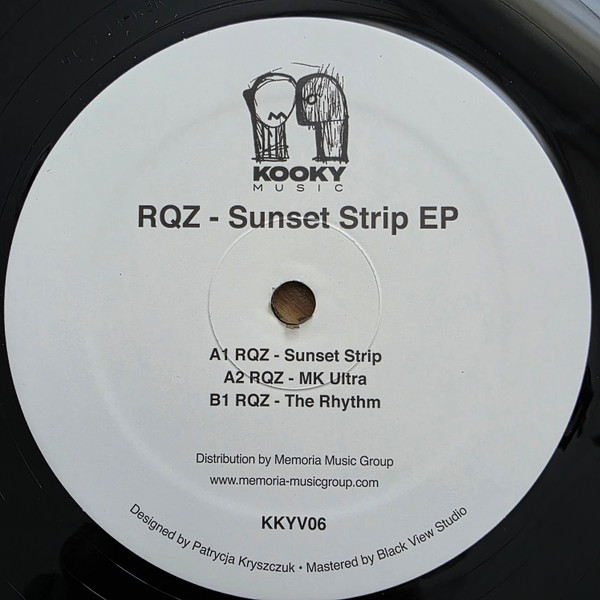 KOOKY
MUSIC
RQZ - Sunset Strip EP
A1 RQZ - Sunset Strip
A2 RQZ - MK Ultra
B1 RQZ - The Rhythm
Distribution by Memoria Music Group
www.memoria-musicgroup.com
KKYV06
Designed by Patrycja Kryszczuk • Mastered by Black View Studio